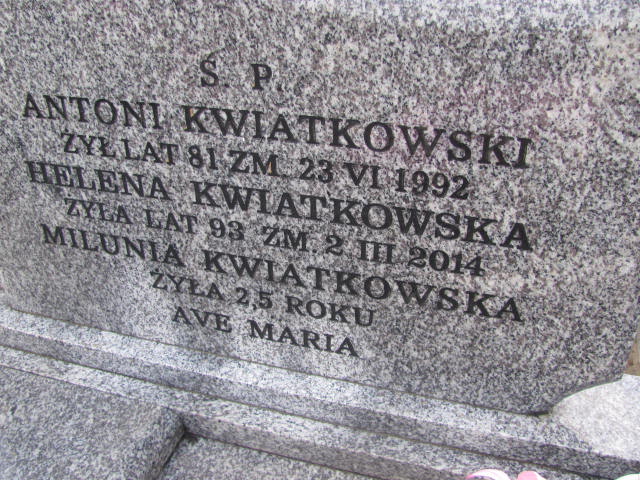 Ś. P.
ANTONI KWIATKOWSKI
ŻYŁ LAT 81 ZM. 23 VI 1992
HELENA KWIATKOWSKA
ŻYŁA LAT 93 ZM. 2 III 2014
MILUNIA KWIATKOWSKA
ŻYŁA 2,5 ROKU
AVE MARIA